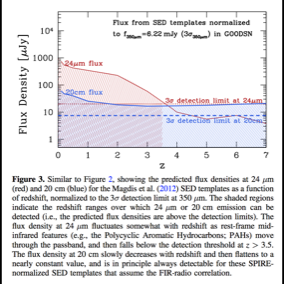 Flux from SED templates normalized
to f350μm=6.22 mJy (3σ350μm) in GOODSN
24μm flux
20cm flux
3σ detection limit at 24μm
3σ detection limit at 20cm
Flux Density [μJy]
1000
100
10
1
0 1 2 3 4 5 6 7
z
Figure 3. Similar to Figure 2, showing the predicted flux densities at 24 μm
(red) and 20 cm (blue) for the Magdis et al. (2012) SED templates as a function
of redshift, normalized to the 3σ detection limit at 350 μm. The shaded regions
indicate the redshift ranges over which 24 μm or 20 cm emission can be
detected (i.e., the predicted flux densities are above the detection limits). The
flux density at 24 μm fluctuates somewhat with redshift as rest-frame mid-
infrared features (e.g., the Polycyclic Aromatic Hydrocarbons; PAHs) move
through the passband, and then falls below the detection threshold at z > 3.5.
The flux density at 20 cm slowly decreases with redshift and then flattens to a
nearly constant value, and is in principle always detectable for these SPIRE-
normalized SED templates that assume the FIR-radio correlation.